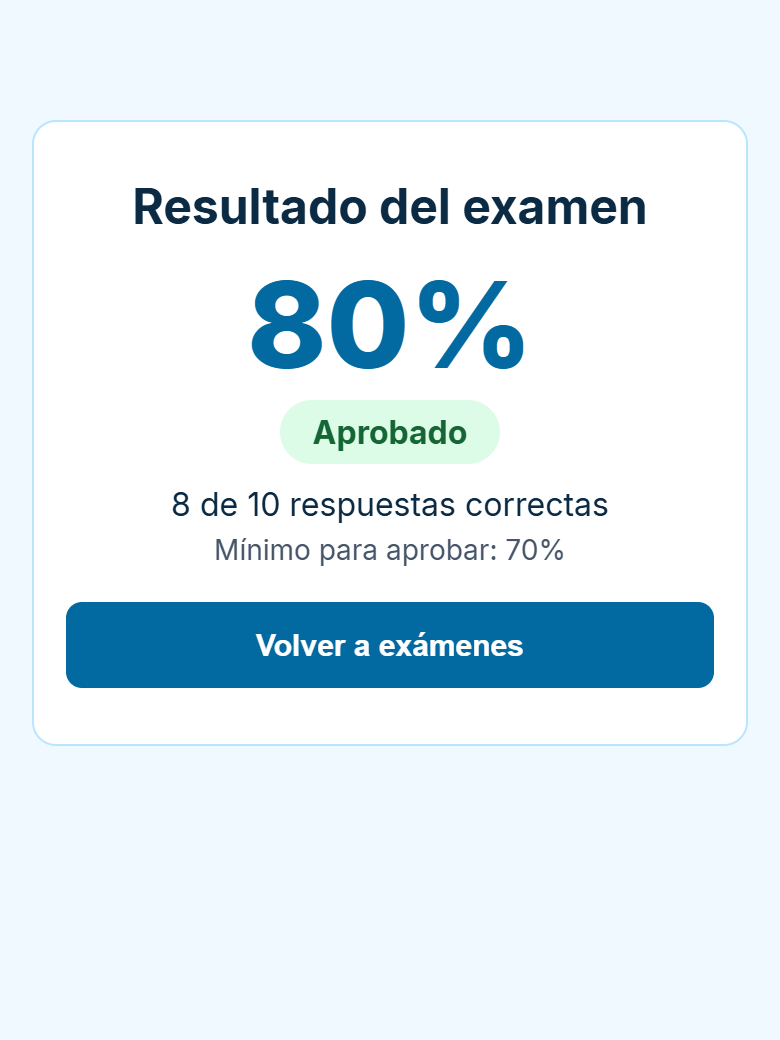 Resultado del examen
80%
Aprobado
8 de 10 respuestas correctas
Mínimo para aprobar: 70%
Volver a exámenes